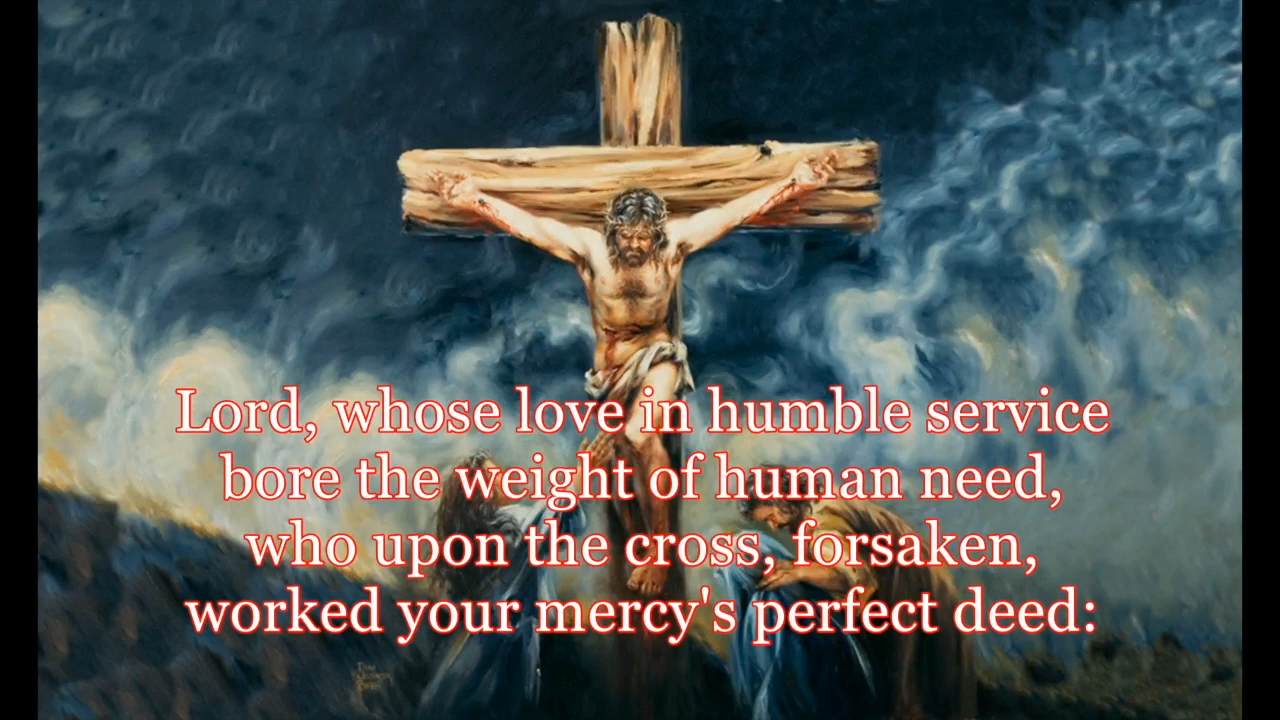 Lord, whose love in humble service
bore the weight of human need,
who upon the cross, forsaken,
worked your mercy's perfect deed: